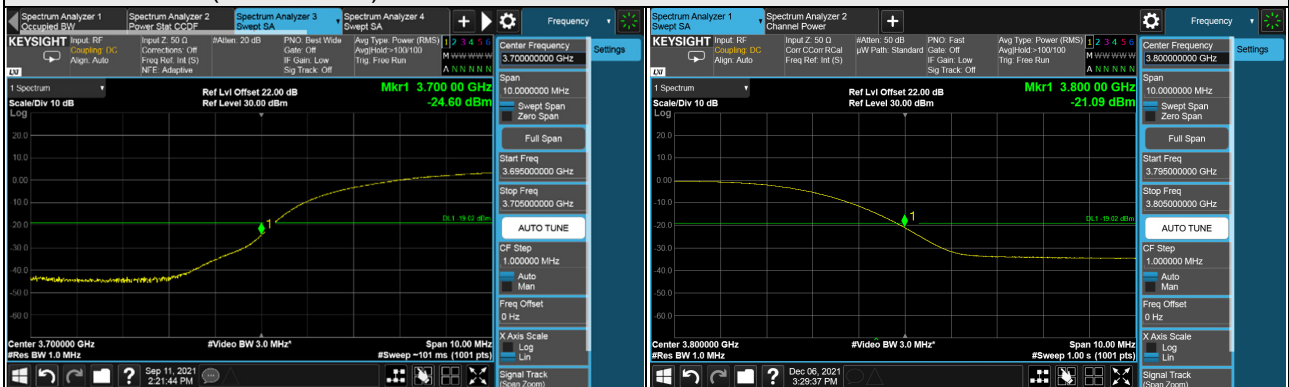 Spectrum Analyzer 1
Occupied BW
Spectrum Analyzer 2
Power Stat CCDF
Spectrum Analyzer 3
Swept SA
Spectrum Analyzer 4
Swept SA
Frequency
KEYSIGHT
Input: RF
Coupling: DC
Align: Auto
Input Z: 50 Ω
Corrections: Off
Freq Ref: Int (S)
NFE: Adaptive
#Atten: 20 dB
PNO: Best Wide
Gate: Off
IF Gain: Low
Sig Track: Off
Avg Type: Power (RMS)
Avg|Hold:>100/100
Trig: Free Run
1 2 3 4 5 6
M W W W W W
A N N N N N
LXI
1 Spectrum
Scale/Div 10 dB
Log
Ref Lvl Offset 22.00 dB
Ref Level 30.00 dBm
Mkr1 3.700 00 GHz
-24.60 dBm
20.0
10.0
0.00
-10.0
-20.0
-30.0
-40.0
-50.0
-60.0
DL1 -19.02 dBm
1
Center 3.700000 GHz
#Res BW 1.0 MHz
#Video BW 3.0 MHz*
Span 10.00 MHz
#Sweep ~101 ms (1001 pts)
Sep 11, 2021
2:21:44 PM
Center Frequency
3.700000000 GHz
Settings
Span
10.0000000 MHz
Swept Span
Zero Span
Full Span
Start Freq
3.695000000 GHz
Stop Freq
3.705000000 GHz
AUTO TUNE
CF Step
1.000000 MHz
Auto
Man
Freq Offset
0 Hz
X Axis Scale
Log
Lin
Signal Track
(Span Zoom)
Spectrum Analyzer 1
Swept SA
Spectrum Analyzer 2
Channel Power
Frequency
KEYSIGHT
Input: RF
Coupling: DC
Align: Auto
Input Z: 50 Ω
Corr CCorr RCal
Freq Ref: Int (S)
#Atten: 50 dB
µW Path: Standard
PNO: Fast
Gate: Off
IF Gain: Low
Sig Track: Off
Avg Type: Power (RMS)
Avg|Hold:>100/100
Trig: Free Run
1 2 3 4 5 6
M W W W W W
A N N N N N
LXI
1 Spectrum
Scale/Div 10 dB
Log
Ref Lvl Offset 22.00 dB
Ref Level 30.00 dBm
Mkr1 3.800 00 GHz
-21.09 dBm
20.0
10.0
0.00
-10.0
-20.0
-30.0
-40.0
-50.0
-60.0
DL1 -19.02 dBm
1
Center 3.800000 GHz
#Res BW 1.0 MHz
#Video BW 3.0 MHz*
Span 10.00 MHz
#Sweep 1.00 s (1001 pts)
Dec 06, 2021
3:29:37 PM
Center Frequency
3.800000000 GHz
Settings
Span
10.0000000 MHz
Swept Span
Zero Span
Full Span
Start Freq
3.795000000 GHz
Stop Freq
3.805000000 GHz
AUTO TUNE
CF Step
1.000000 MHz
Auto
Man
Freq Offset
0 Hz
X Axis Scale
Log
Lin
Signal Track
(Span Zoom)